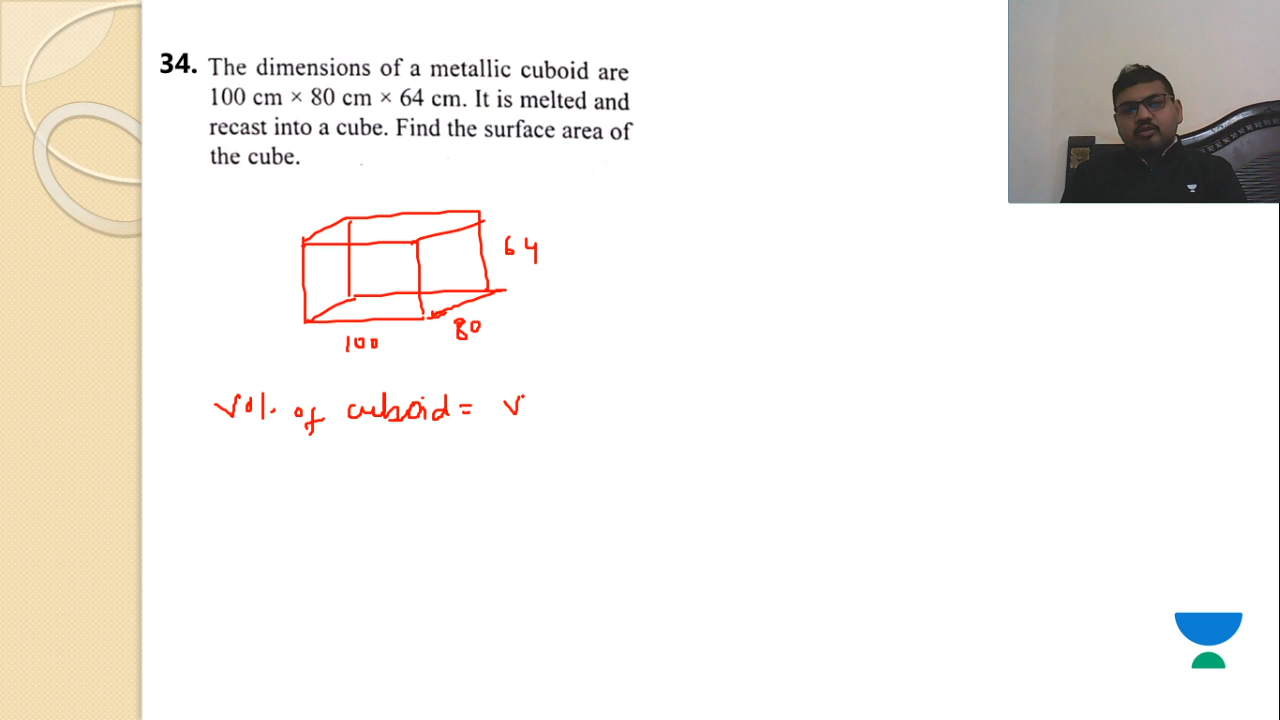 34. The dimensions of a metallic cuboid are
100 cm × 80 cm × 64 cm. It is melted and
recast into a cube. Find the surface area of
the cube.
64
80
100
Vol. of cuboid = V